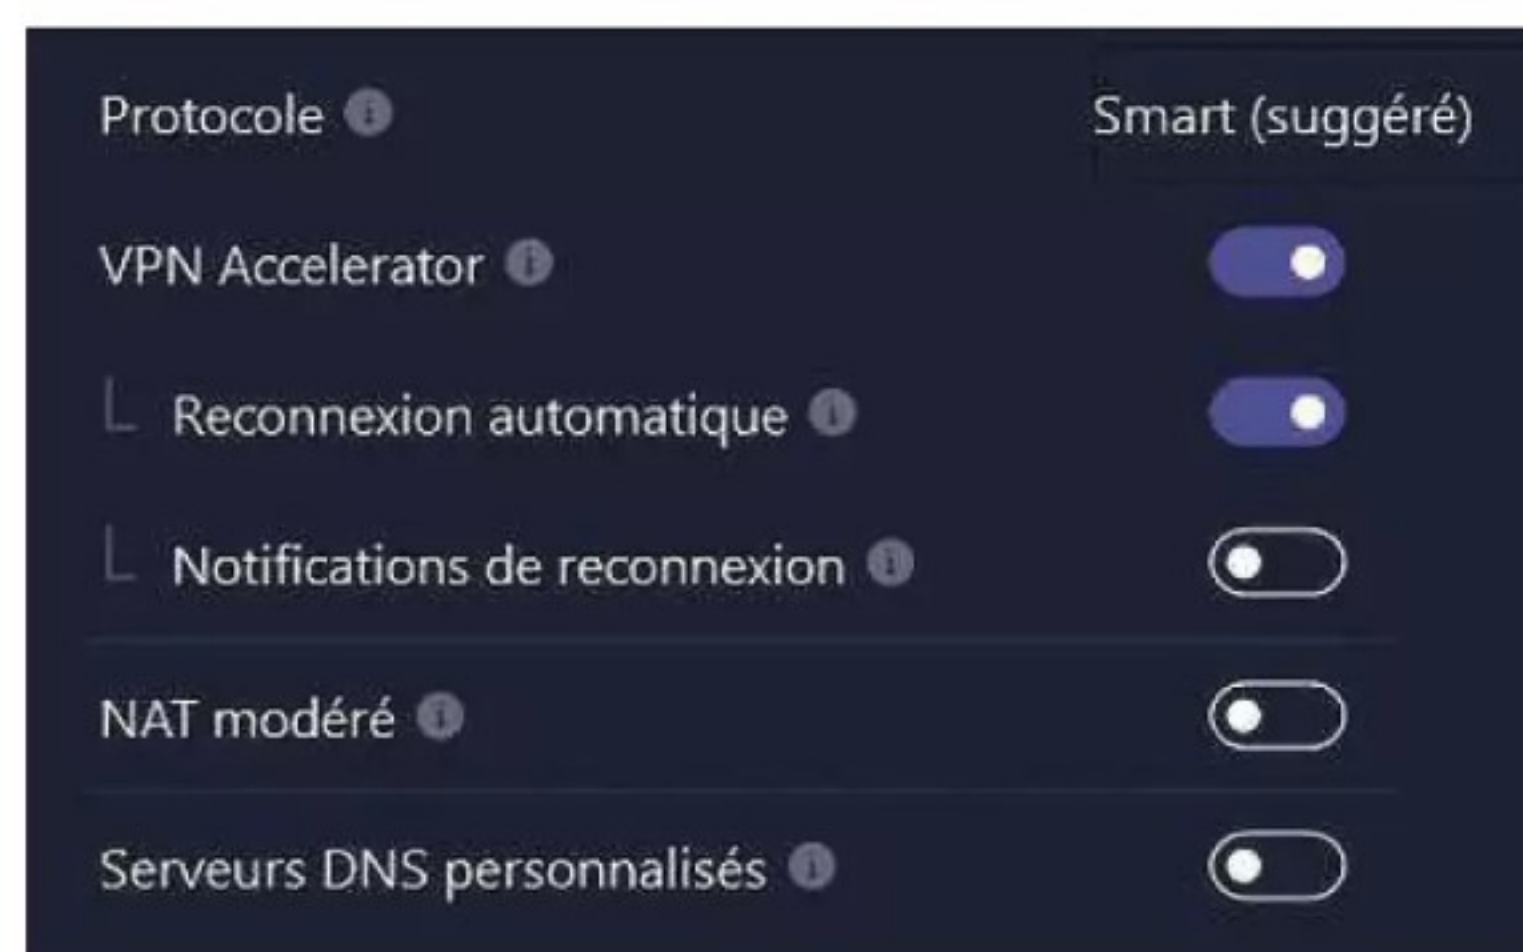 Protocole Smart (suggéré)
VPN Accelerator
Reconnexion automatique
Notifications de reconnexion
NAT modéré
Serveurs DNS personnalisés